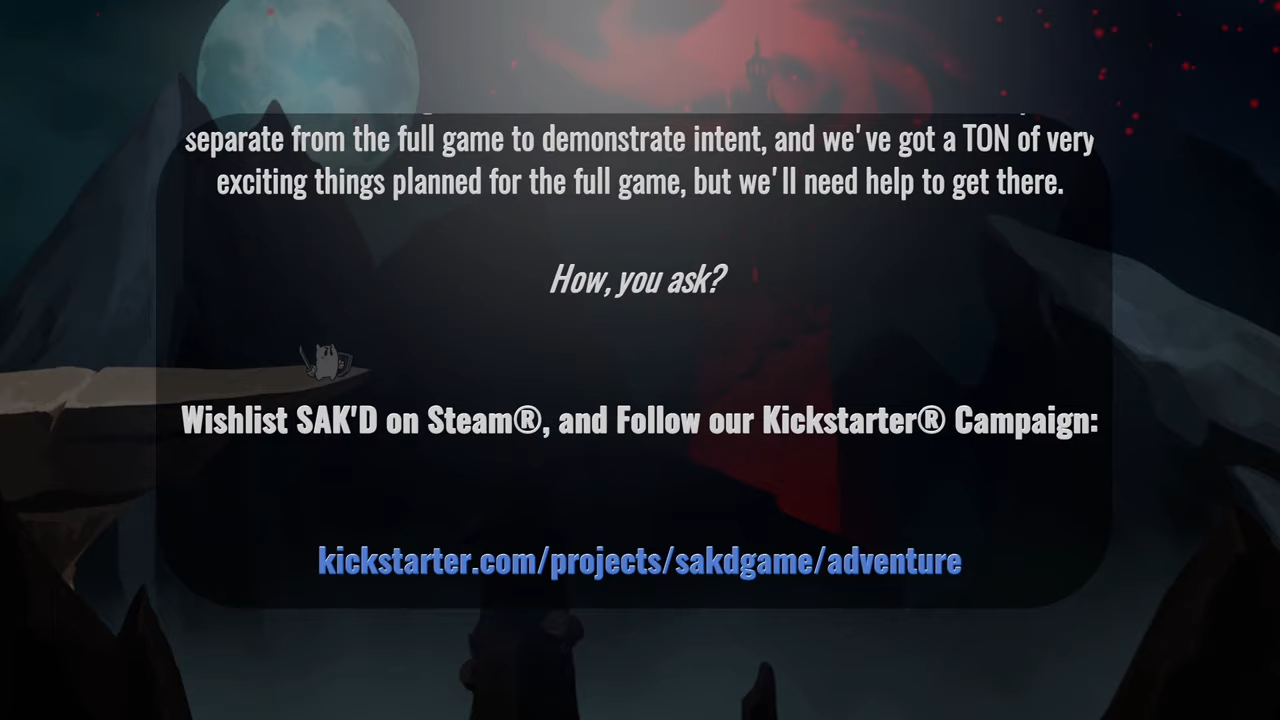 separate from the full game to demonstrate intent, and we've got a TON of very
exciting things planned for the full game, but we'll need help to get there.
How, you ask?
Wishlist SAK'D on Steam®, and Follow our Kickstarter® Campaign:
kickstarter.com/projects/sakdgame/adventure